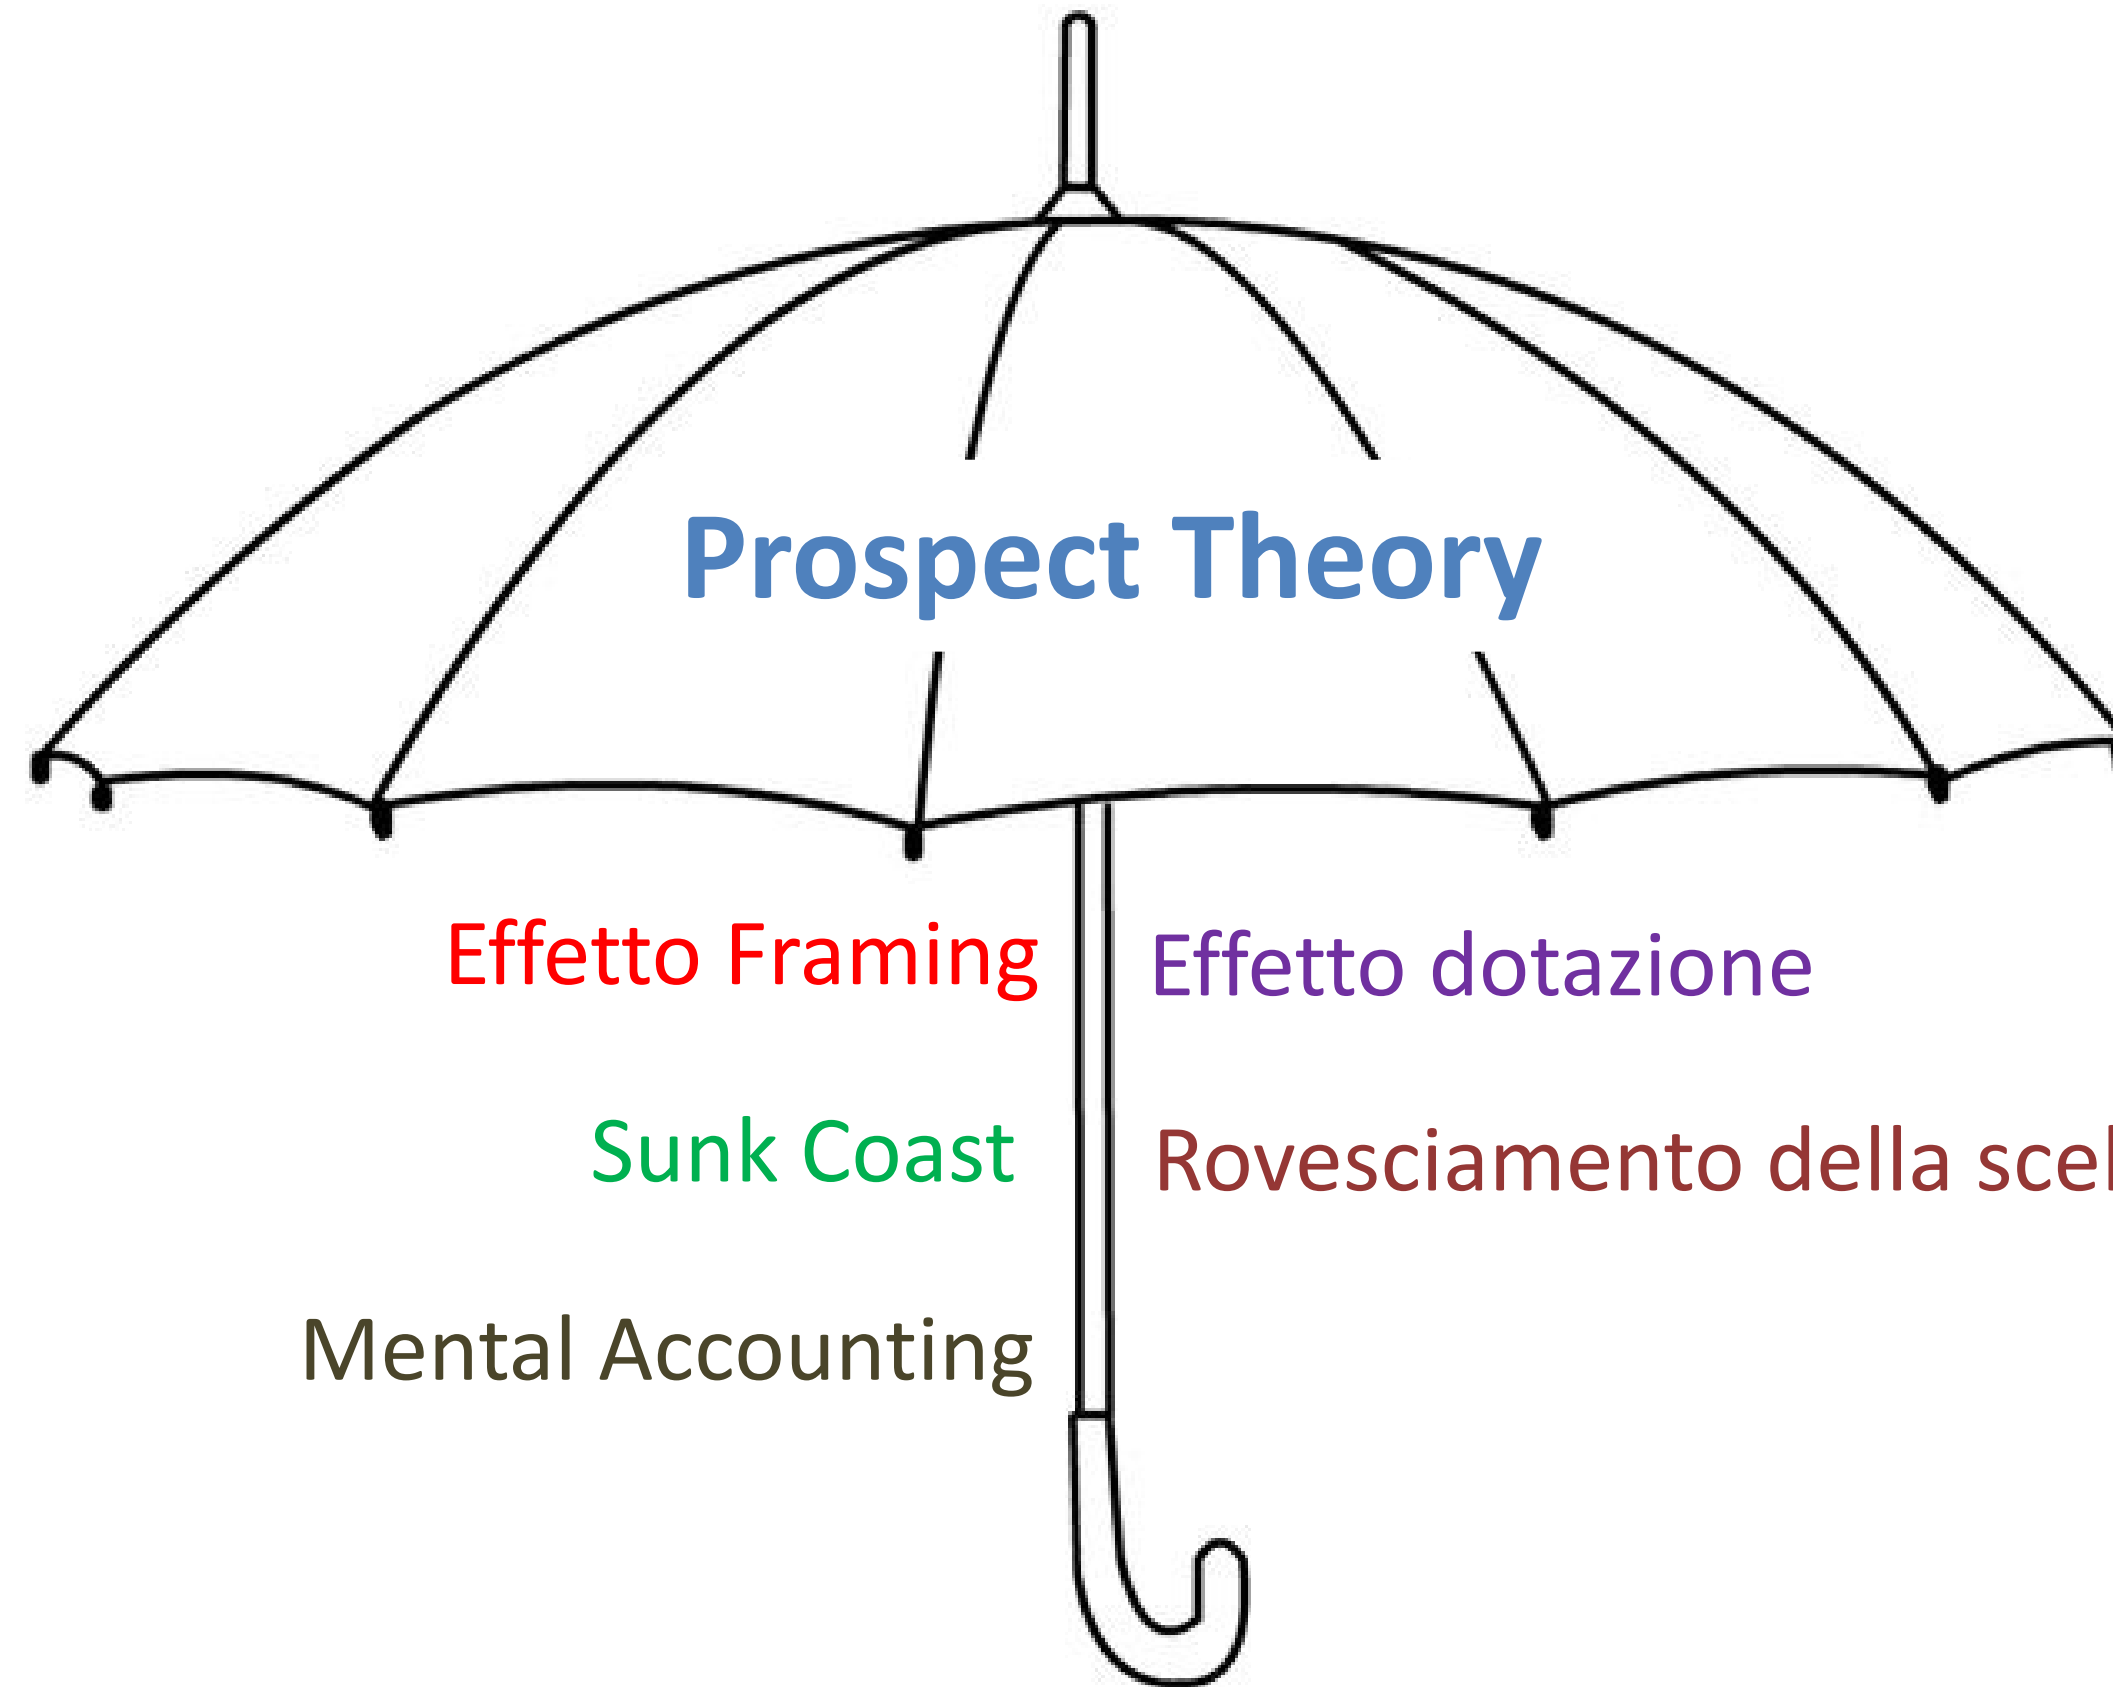 Prospect Theory
Effetto Framing
Effetto dotazione
Sunk Coast
Rovesciamento della
Mental Accounting